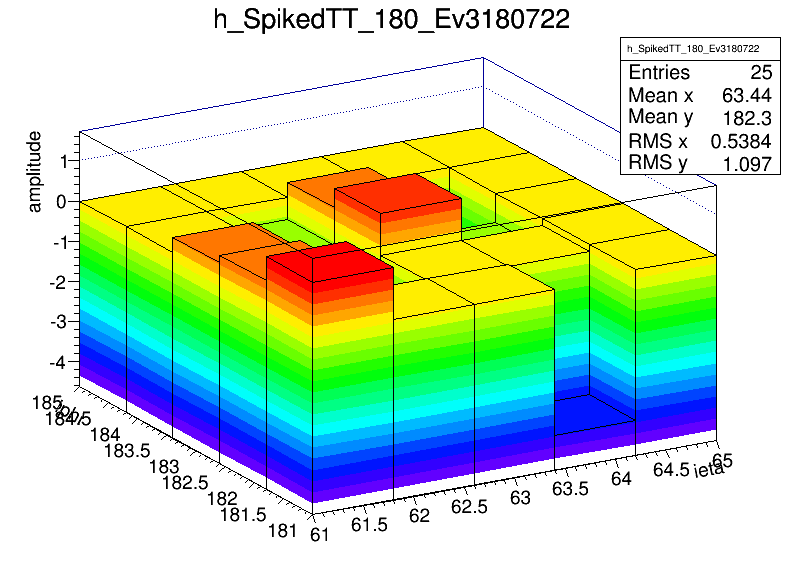 h_SpikedTT_180_Ev3180722
h_SpikedTT_180_Ev3180722
Entries 25
Mean x 63.44
Mean y 182.3
RMS x 0.5384
RMS y 1.097
amplitude
1
0
-1
-2
-3
-4
185
184.5
184
183.5
183
182.5
182
181.5
181
61
61.5
62
62.5
63
63.5
64
64.5
65
ieta